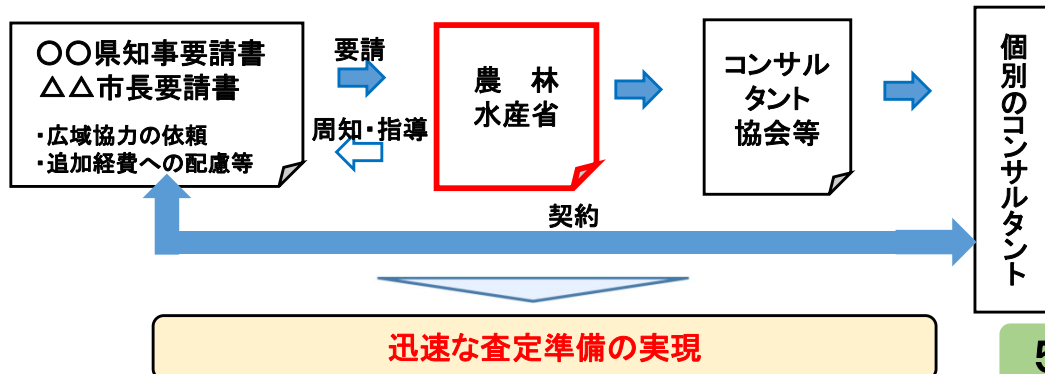 〇〇県知事要請書
△△市長要請書
・広域協力の依頼
・追加経費への配慮等
要請
周知・指導
農　林
水産省
コンサル
タント
協会等
個別のコンサルタント
契約
迅速な査定準備の実現
5